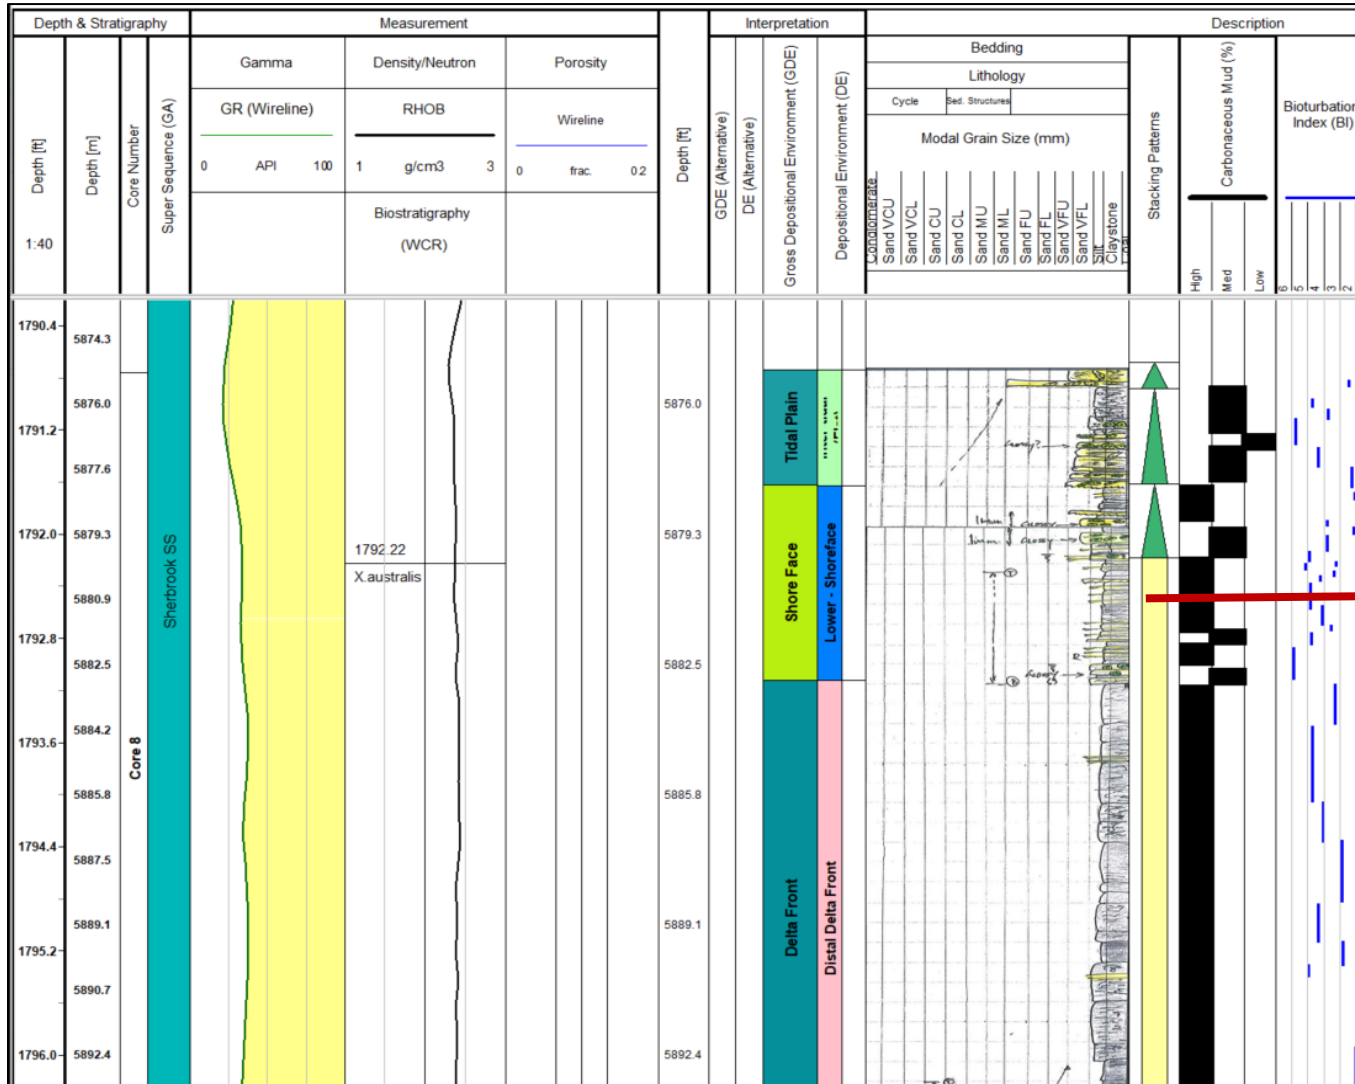 Depth & Stratigraphy
Measurement
Interpretation
Description
Depth [ft]
1:40
Depth [m]
Core Number
Super Sequence (GA)
Gamma
GR (Wireline)
0 API 100
Density/Neutron
RHOB
1 g/cm3 3
Biostratigraphy
(WCR)
Porosity
Wireline
0 frac. 0.2
Depth [ft]
GDE (Alternative)
DE (Alternative)
Gross Depositional Environment (GDE)
Depositional Environment (DE)
Bedding
Lithology
Cycle
Sed. Structures
Modal Grain Size (mm)
Conglomerate
Sand VCU
Sand VCL
Sand CU
Sand CL
Sand MU
Sand ML
Sand FU
Sand FL
Sand VFU
Sand VFL
Silt
Claystone
Stacking Patterns
Carbonaceous Mud (%)
High
Med
Low
Bioturbation
Index (BI)
6
5
4
3
2
1790.4
1791.2
1792.0
1792.8
1793.6
1794.4
1795.2
1796.0
5874.3
5876.0
5877.6
5879.3
5880.9
5882.5
5884.2
5885.8
5887.5
5889.1
5890.7
5892.4
Core 8
Sherbrook SS
1792.22
X.australis
5876.0
5879.3
5882.5
5885.8
5889.1
5892.4
Tidal Plain
Shore Face
Lower - Shoreface
Delta Front
Distal Delta Front